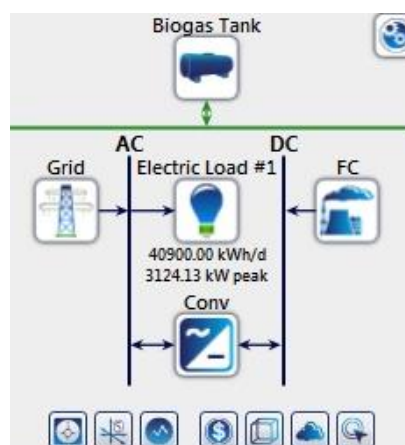 Biogas Tank
AC
DC
Grid
Electric Load #1
FC
40900.00 kWh/d
3124.13 kW peak
Conv